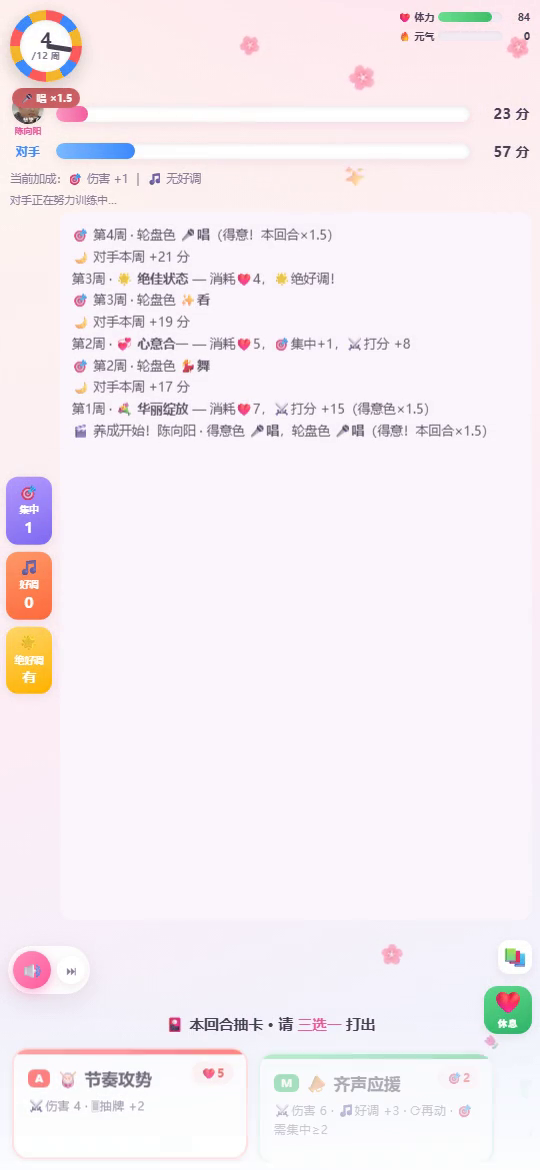 4
/12 周
体力 84
元气 0
唱 ×1.5
陈向阳
23 分
对手
57 分
当前加成： 伤害 +1 | 无好调
对手正在努力训练中...
第4周 · 轮盘色 唱（得意！本回合×1.5）
对手本周 +21 分
第3周 · 绝佳状态 — 消耗 4, 绝好调！
第3周 · 轮盘色 香
对手本周 +19 分
第2周 · 心意合一 — 消耗 5, 集中+1, 打分 +8
第2周 · 轮盘色 舞
对手本周 +17 分
第1周 · 华丽绽放 — 消耗 7, 打分 +15（得意色×1.5）
养成开始！陈向阳 · 得意色 唱, 轮盘色 唱（得意！本回合×1.5）
集中
1
好调
0
绝好调
有
本回合抽卡 • 请 三选一 打出
休息
A 节奏攻势 5
伤害 4 · 抽牌 +2
M 齐声应援 2
伤害 6 · 好调 +3 · 再动 ·
需集中≥2